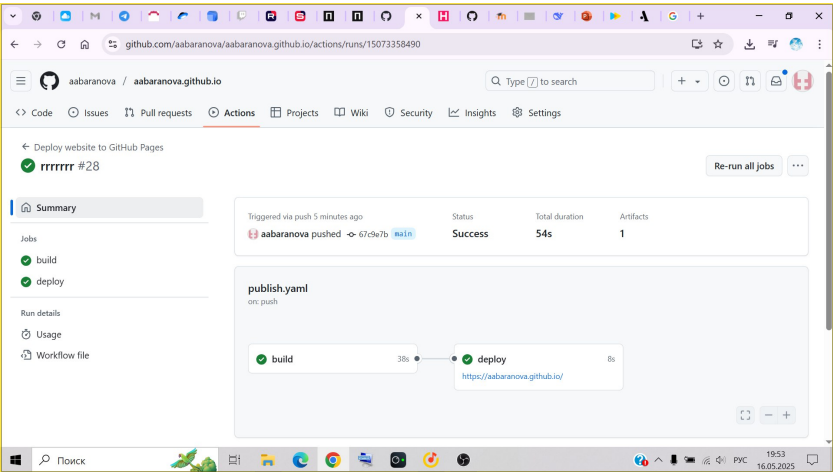 github.com/aabaranova/aabaranova.github.io/actions/runs/15073358490
aabaranova / aabaranova.github.io
Type / to search
Code Issues Pull requests Actions Projects Wiki Security Insights Settings
Deploy website to GitHub Pages
rrrrrrr #28
Re-run all jobs
Summary
Jobs
build
deploy
Run details
Usage
Workflow file
Triggered via push 5 minutes ago
aabaranova pushed 67c9e7b main
Status
Success
Total duration
54s
Artifacts
1
publish.yaml
on: push
build 38s
deploy 8s
https://aabaranova.github.io/
Поиск
РУС
19:53
16.05.2025